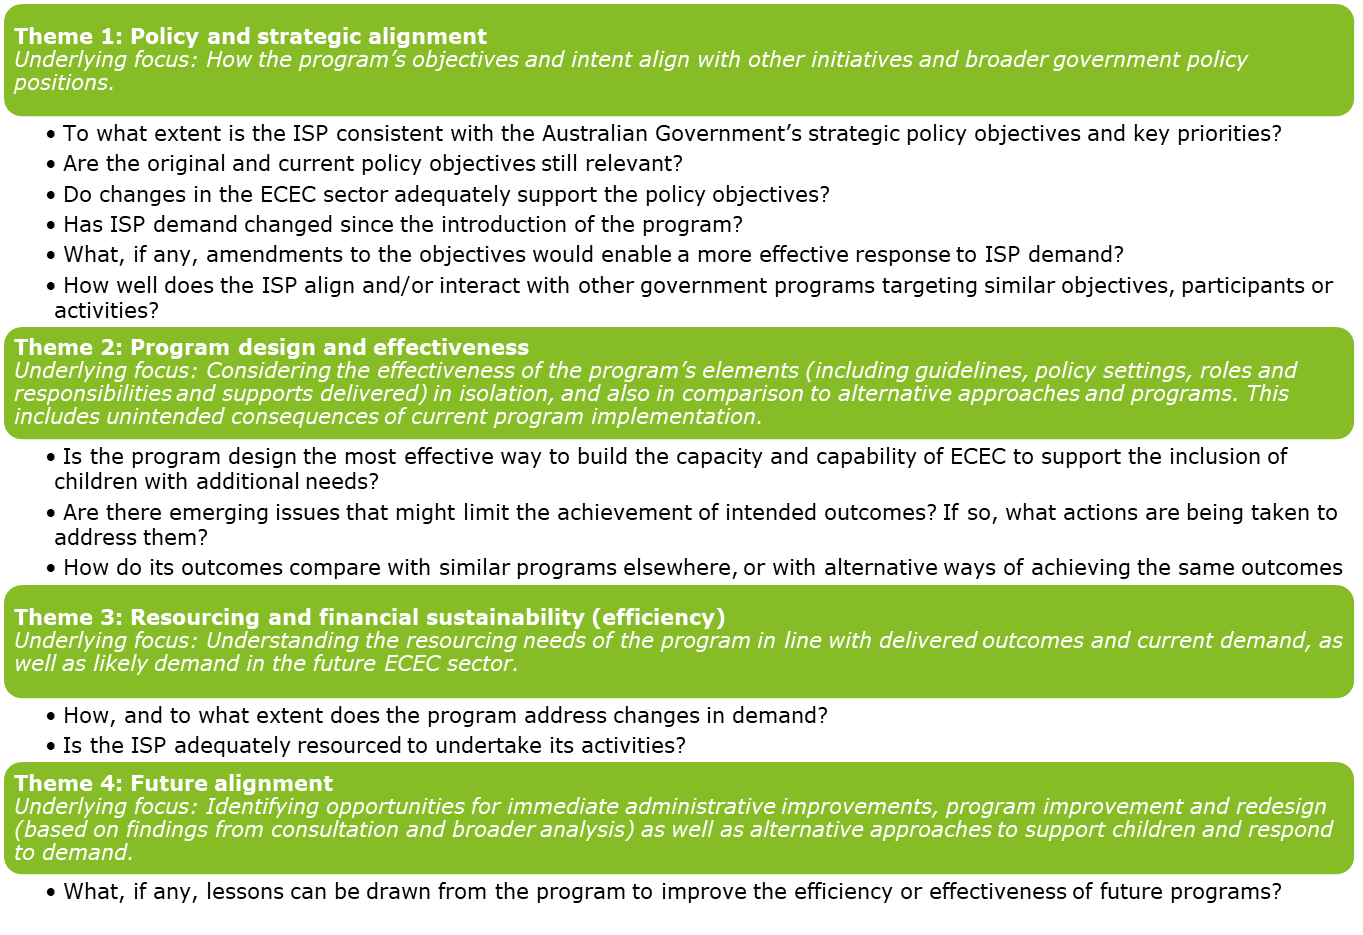 Theme 1: Policy and strategic alignment
Underlying focus: How the program’s objectives and intent align with other initiatives and broader government policy
positions.
• To what extent is the ISP consistent with the Australian Government’s strategic policy objectives and key priorities?
• Are the original and current policy objectives still relevant?
• Do changes in the ECEC sector adequately support the policy objectives?
• Has ISP demand changed since the introduction of the program?
• What, if any, amendments to the objectives would enable a more effective response to ISP demand?
• How well does the ISP align and/or interact with other government programs targeting similar objectives, participants or
activities?
Theme 2: Program design and effectiveness
Underlying focus: Considering the effectiveness of the program’s elements (including guidelines, policy settings, roles and
responsibilities and supports delivered) in isolation, and also in comparison to alternative approaches and programs. This
includes unintended consequences of current program implementation.
• Is the program design the most effective way to build the capacity and capability of ECEC to support the inclusion of
children with additional needs?
• Are there emerging issues that might limit the achievement of intended outcomes? If so, what actions are being taken to
address them?
• How do its outcomes compare with similar programs elsewhere, or with alternative ways of achieving the same outcomes
Theme 3: Resourcing and financial sustainability (efficiency)
Underlying focus: Understanding the resourcing needs of the program in line with delivered outcomes and current demand, as
well as likely demand in the future ECEC sector.
• How, and to what extent does the program address changes in demand?
• Is the ISP adequately resourced to undertake its activities?
Theme 4: Future alignment
Underlying focus: Identifying opportunities for immediate administrative improvements, program improvement and redesign
(based on findings from consultation and broader analysis) as well as alternative approaches to support children and respond
to demand.
• What, if any, lessons can be drawn from the program to improve the efficiency or effectiveness of future programs?